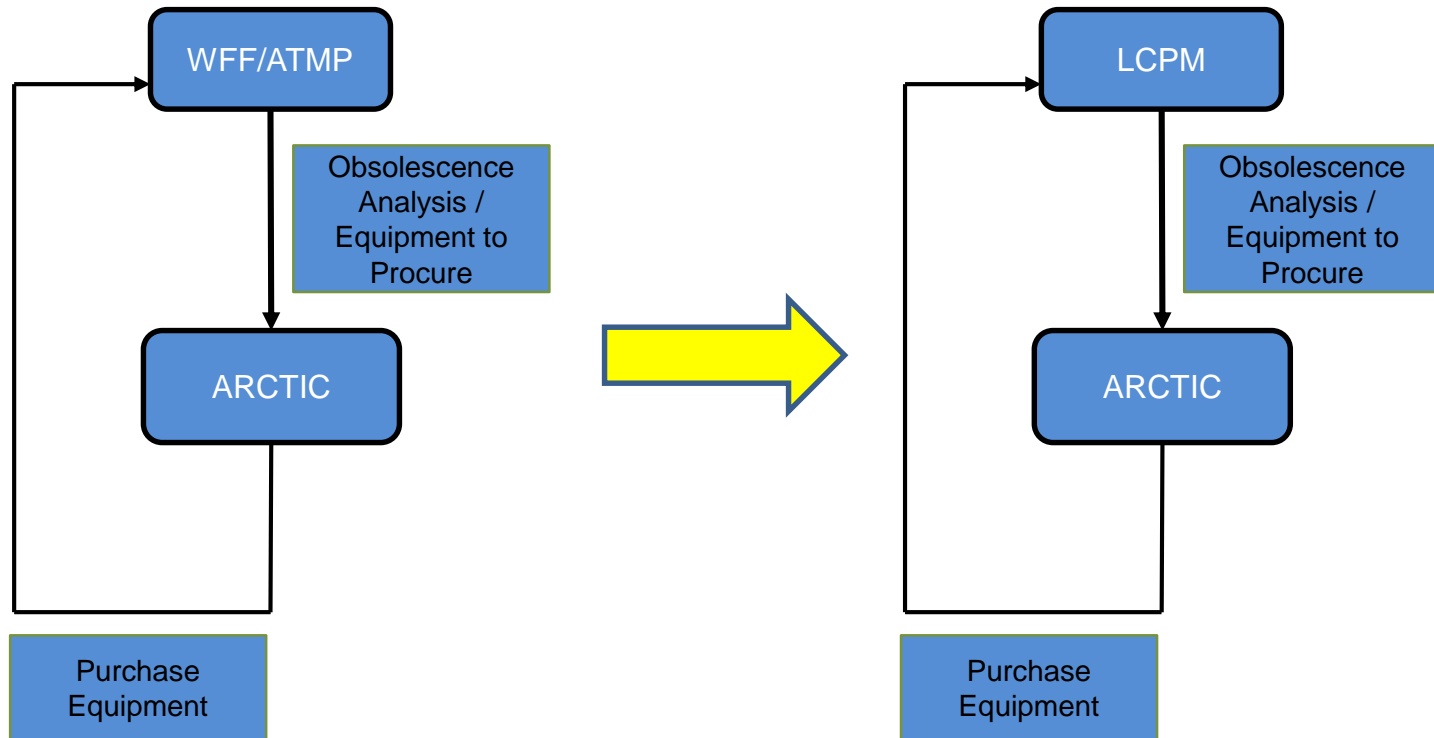 WFF/ATMP
Obsolescence
Analysis /
Equipment to
Procure
ARCTIC
Purchase
Equipment
LCPM
Obsolescence
Analysis /
Equipment to
Procure
ARCTIC
Purchase
Equipment